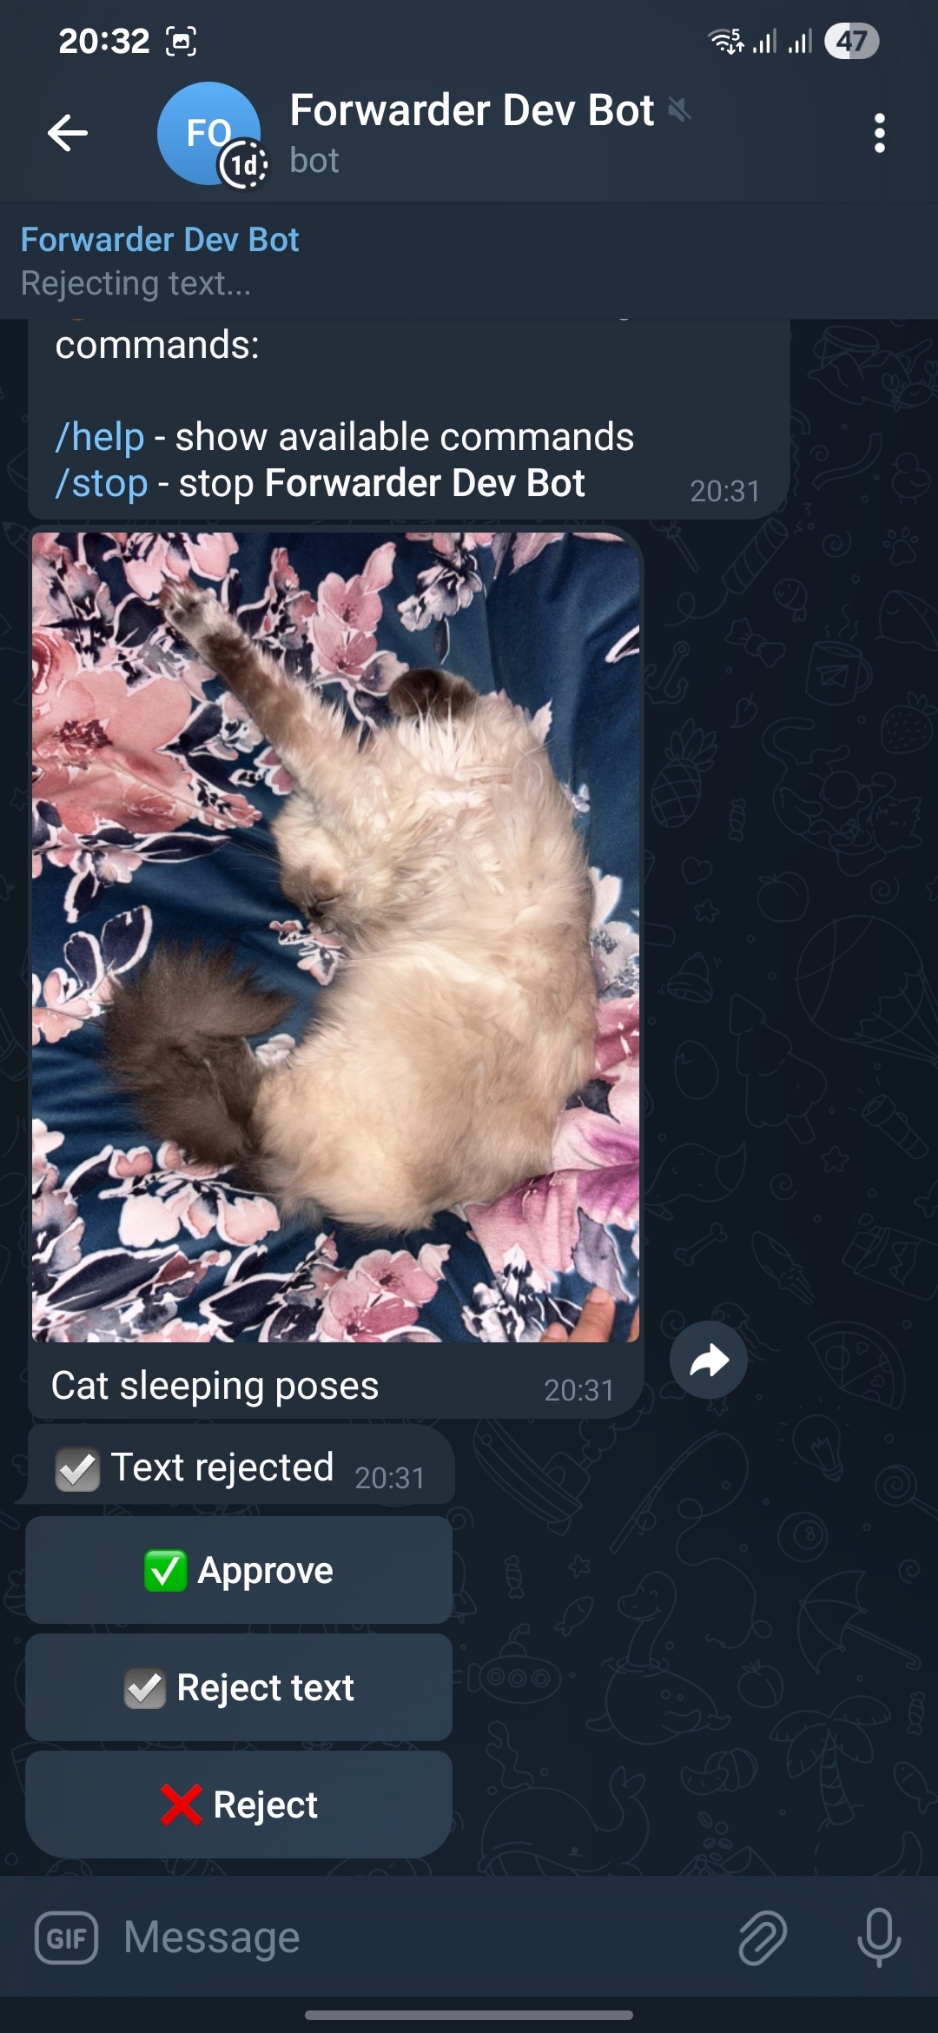 20:32
5
47
FO
1d
Forwarder Dev Bot
bot
Forwarder Dev Bot
Rejecting text...
commands:
/help - show available commands
/stop - stop Forwarder Dev Bot
20:31
Cat sleeping poses
20:31
Text rejected
20:31
Approve
Reject text
Reject
GIF
Message